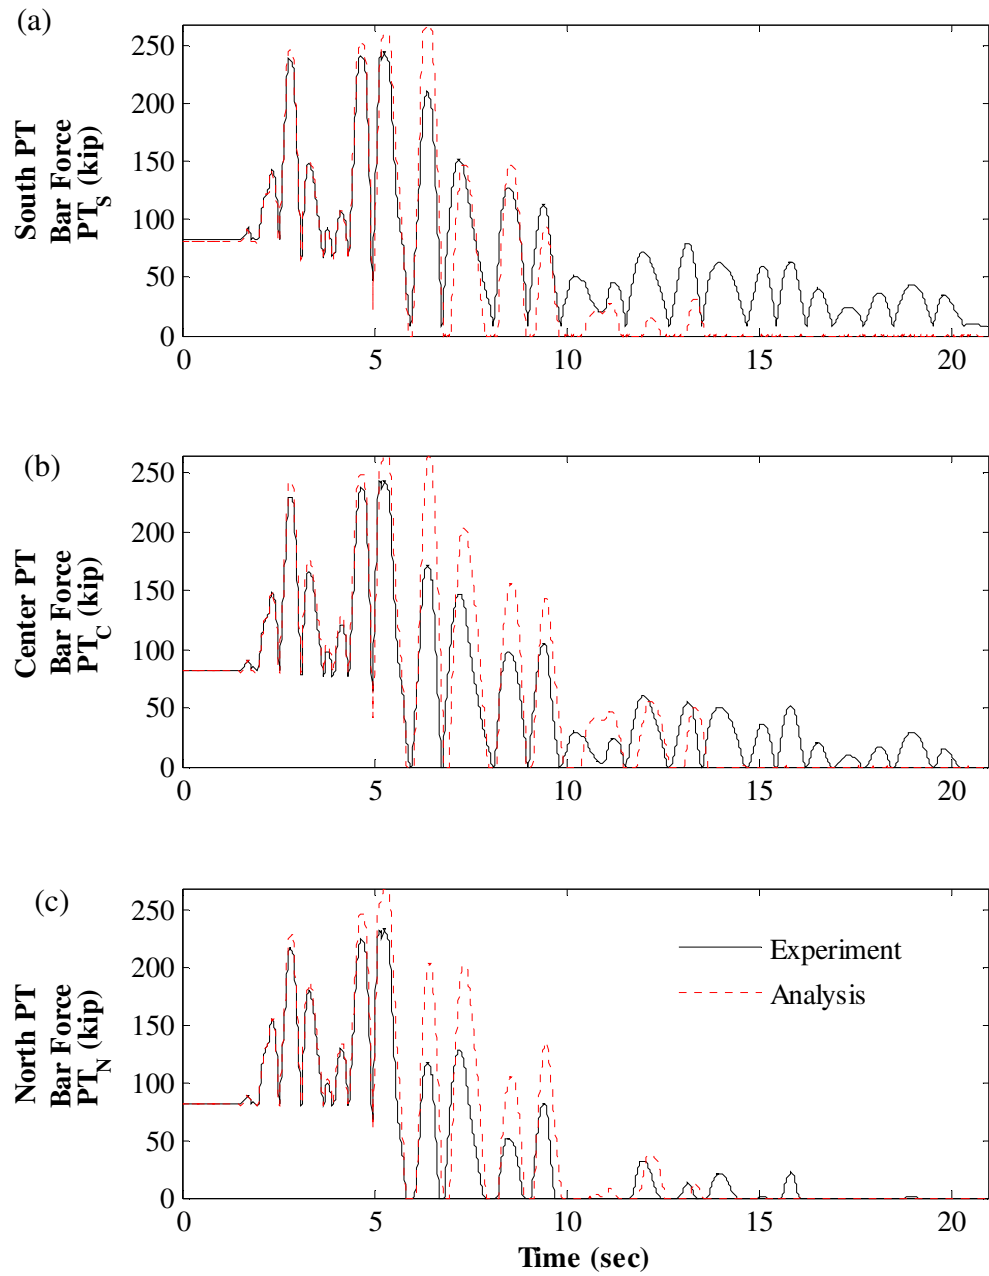 (a)
South PT
Bar Force
PT_S (kip)
250
200
150
100
50
0
0 5 10 15 20
(b)
Center PT
Bar Force
PT_C (kip)
250
200
150
100
50
0
0 5 10 15 20
(c)
North PT
Bar Force
PT_N (kip)
250
200
150
100
50
0
Experiment
Analysis
0 5 10 15 20
Time (sec)